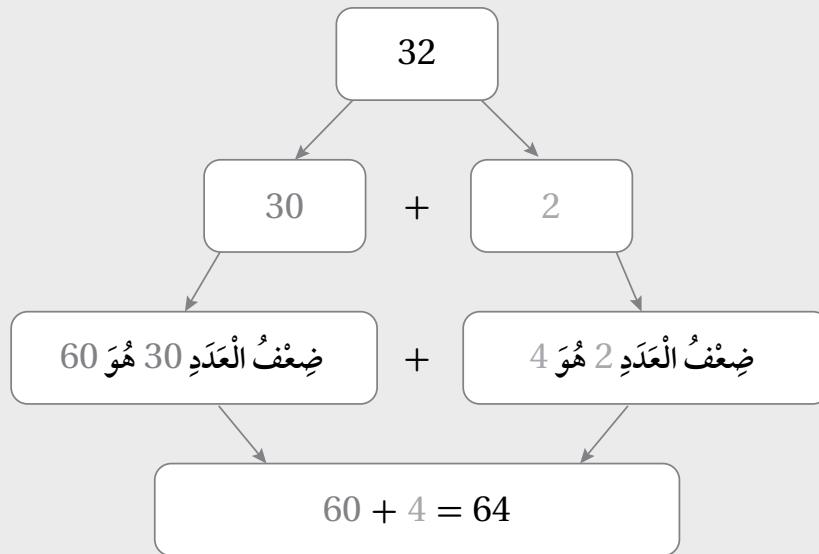 32
30 + 2
ضِعْفُ الْعَدَدِ 30 هُوَ 60 + ضِعْفُ الْعَدَدِ 2 هُوَ 4
60 + 4 = 64